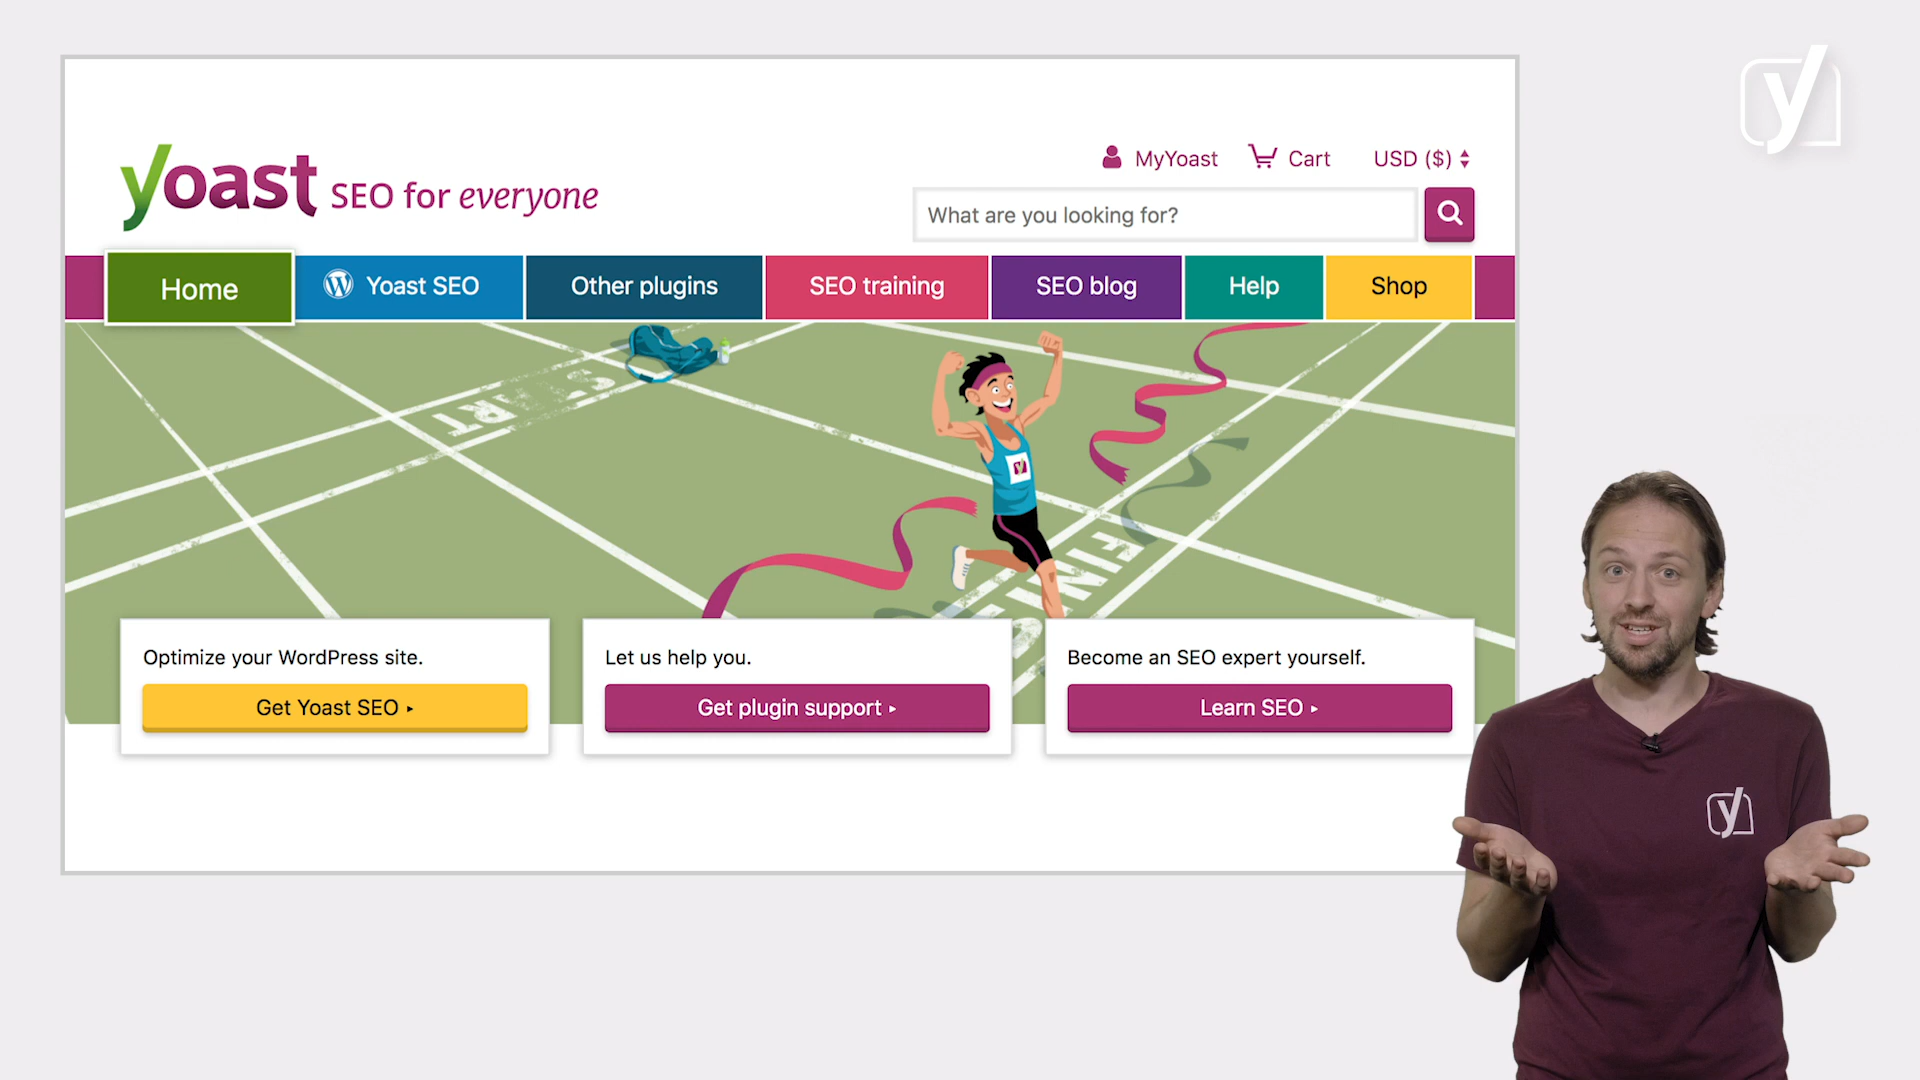 yoast SEO for everyone
MyYoast Cart USD ($)
What are you looking for?
Home Yoast SEO Other plugins SEO training SEO blog Help Shop
START
FINI
Optimize your WordPress site.
Get Yoast SEO ▸
Let us help you.
Get plugin support ▸
Become an SEO expert yourself.
Learn SEO ▸
y
y
y